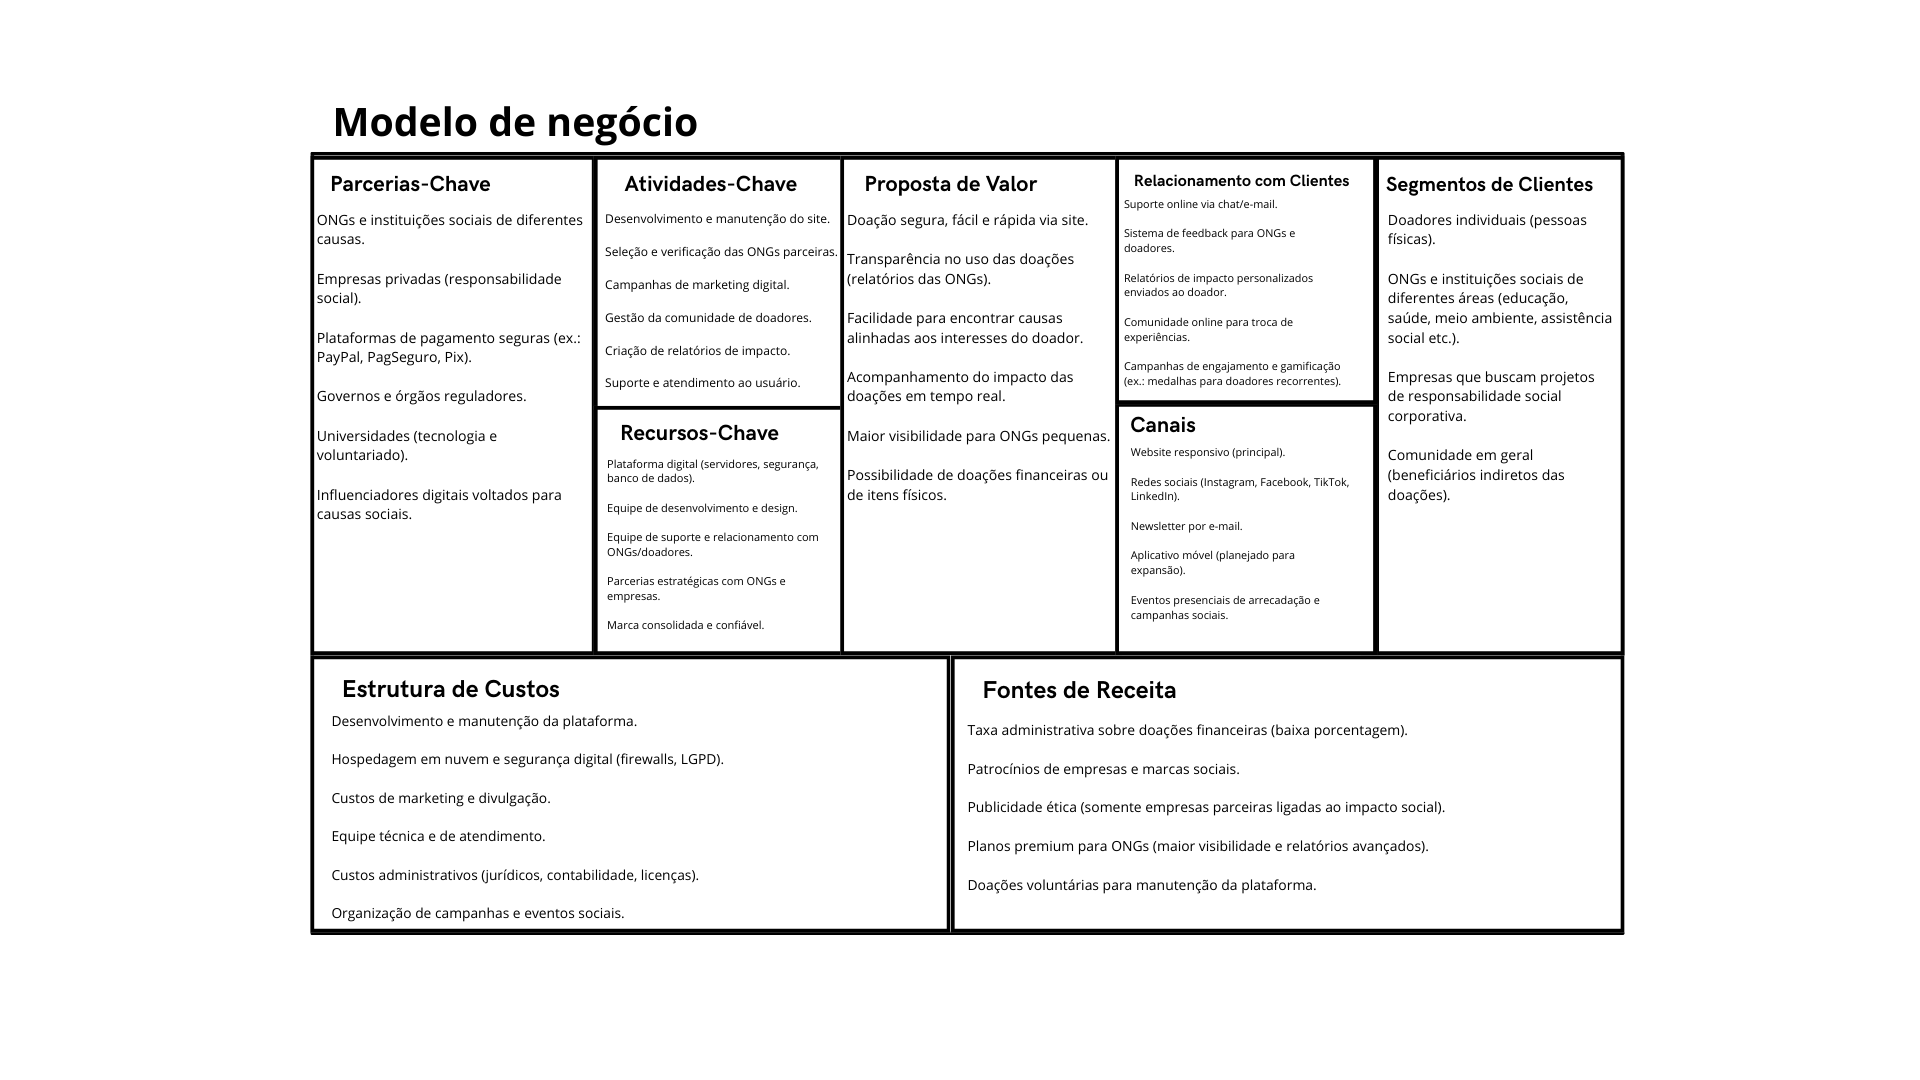 Modelo de negócio
Parcerias-Chave
ONGs e instituições sociais de diferentes
causas.
Empresas privadas (responsabilidade
social).
Plataformas de pagamento seguras (ex.:
PayPal, PagSeguro, Pix).
Governos e órgãos reguladores.
Universidades (tecnologia e
voluntariado).
Influenciadores digitais voltados para
causas sociais.
Atividades-Chave
Desenvolvimento e manutenção do site.
Seleção e verificação das ONGs parceiras.
Campanhas de marketing digital.
Gestão da comunidade de doadores.
Criação de relatórios de impacto.
Suporte e atendimento ao usuário.
Recursos-Chave
Plataforma digital (servidores, segurança,
banco de dados).
Equipe de desenvolvimento e design.
Equipe de suporte e relacionamento com
ONGs/doadores.
Parcerias estratégicas com ONGs e
empresas.
Marca consolidada e confiável.
Proposta de Valor
Doação segura, fácil e rápida via site.
Transparência no uso das doações
(relatórios das ONGs).
Facilidade para encontrar causas
alinhadas aos interesses do doador.
Acompanhamento do impacto das
doações em tempo real.
Maior visibilidade para ONGs pequenas.
Possibilidade de doações financeiras ou
de itens físicos.
Relacionamento com Clientes
Suporte online via chat/e-mail.
Sistema de feedback para ONGs e
doadores.
Relatórios de impacto personalizados
enviados ao doador.
Comunidade online para troca de
experiências.
Campanhas de engajamento e gamificação
(ex.: medalhas para doadores recorrentes).
Canais
Website responsivo (principal).
Redes sociais (Instagram, Facebook, TikTok,
LinkedIn).
Newsletter por e-mail.
Aplicativo móvel (planejado para
expansão).
Eventos presenciais de arrecadação e
campanhas sociais.
Segmentos de Clientes
Doadores individuais (pessoas
físicas).
ONGs e instituições sociais de
diferentes áreas (educação,
saúde, meio ambiente, assistência
social etc.).
Empresas que buscam projetos
de responsabilidade social
corporativa.
Comunidade em geral
(beneficiários indiretos das
doações).
Estrutura de Custos
Desenvolvimento e manutenção da plataforma.
Hospedagem em nuvem e segurança digital (firewalls, LGPD).
Custos de marketing e divulgação.
Equipe técnica e de atendimento.
Custos administrativos (jurídicos, contabilidade, licenças).
Organização de campanhas e eventos sociais.
Fontes de Receita
Taxa administrativa sobre doações financeiras (baixa porcentagem).
Patrocínios de empresas e marcas sociais.
Publicidade ética (somente empresas parceiras ligadas ao impacto social).
Planos premium para ONGs (maior visibilidade e relatórios avançados).
Doações voluntárias para manutenção da plataforma.